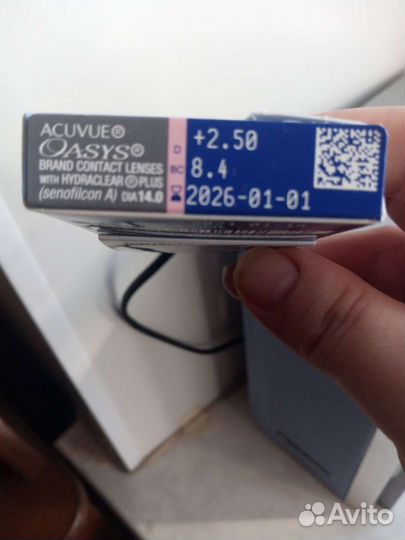 ACUVUE®
OASYS®
BRAND CONTACT LENSES
WITH HYDRACLEAR® PLUS
(senofilcon A) DIA 14.0
D +2.50
BC 8.4
2026-01-01
Avito